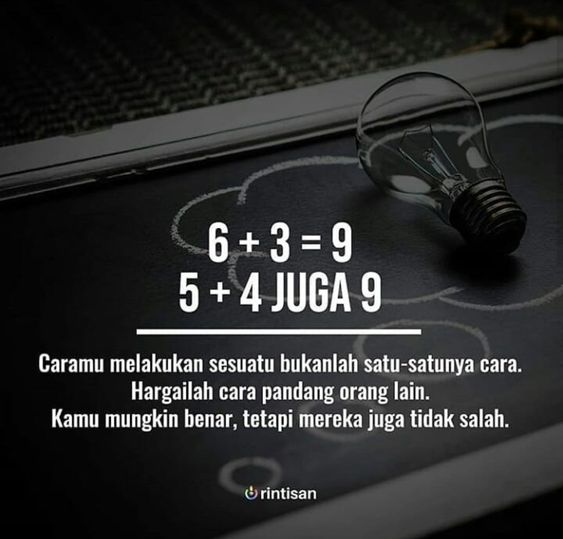 6 + 3 = 9
5 + 4 JUGA 9
Caramu melakukan sesuatu bukanlah satu-satunya cara.
Hargailah cara pandang orang lain.
Kamu mungkin benar, tetapi mereka juga tidak salah.
rintisan